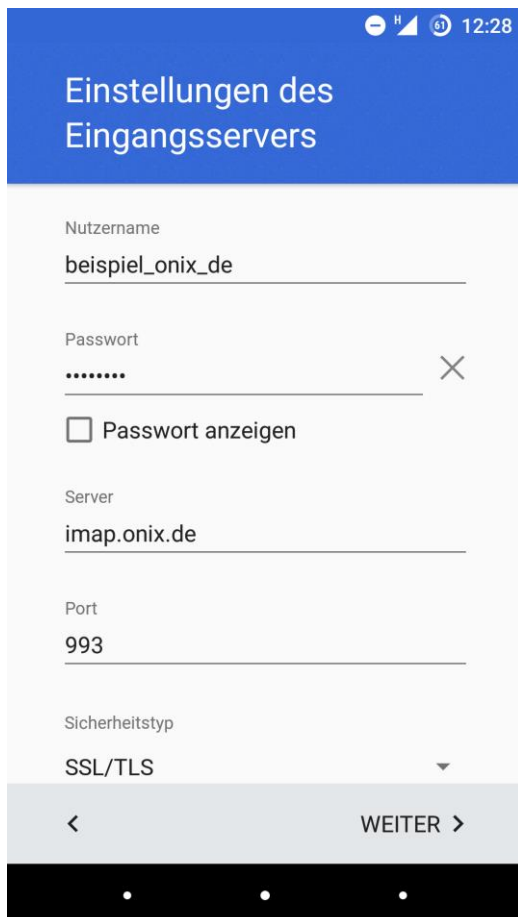 H 61 12:28
Einstellungen des
Eingangsservers
Nutzername
beispiel_onix_de
Passwort
••••••••
Passwort anzeigen
Server
imap.onix.de
Port
993
Sicherheitstyp
SSL/TLS
WEITER